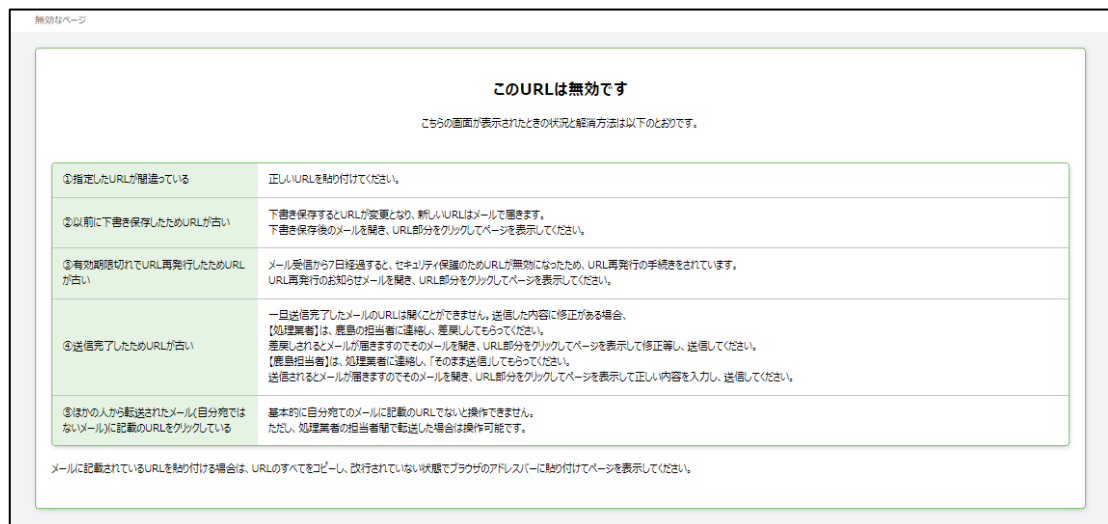 無効なページ
このURLは無効です
こちらの画面が表示されたときの状況と解消方法は以下のとおりです。
①指定したURLが間違っている
正しいURLを貼り付けてください。
②以前に下書き保存したためURLが古い
下書き保存するとURLが変更となり、新しいURLはメールで届きます。
下書き保存後のメールを開き、URL部分をクリックしてページを表示してください。
③有効期限切れでURL再発行したためURL
が古い
メール受信から7日経過すると、セキュリティ保護のためURLが無効になったため、URL再発行の手続きをされています。
URL再発行のお知らせメールを開き、URL部分をクリックしてページを表示してください。
④送信完了したためURLが古い
一旦送信完了したメールのURLは開くことができません。送信した内容に修正がある場合、
【処理業者】は、鹿島の担当者に連絡し、差戻ししてもらってください。
差戻しされるとメールが届きますのでそのメールを開き、URL部分をクリックしてページを表示して修正等し、送信してください。
【鹿島担当者】は、処理業者に連絡し、「そのまま送信」してもらってください。
送信されるとメールが届きますのでそのメールを開き、URL部分をクリックしてページを表示して正しい内容を入力し、送信してください。
⑤ほかの人から転送されたメール(自分宛では
ないメール)に記載のURLをクリックしている
基本的に自分宛てのメールに記載のURLでないと操作できません。
ただし、処理業者の担当者間で転送した場合は操作可能です。
メールに記載されているURLを貼り付ける場合は、URLのすべてをコピーし、改行されていない状態でブラウザのアドレスバーに貼り付けてページを表示してください。